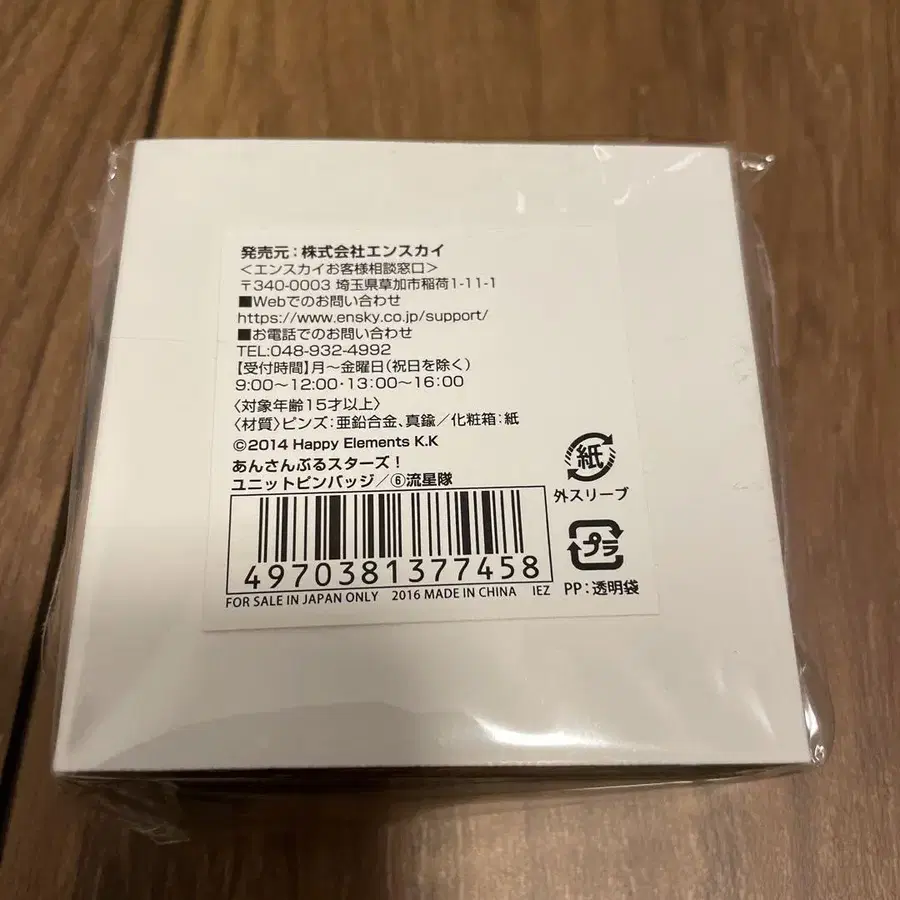 発売元：株式会社エンスカイ
＜エンスカイお客様相談窓口＞
〒340-0003 埼玉県草加市稲荷1-11-1
■Webでのお問い合わせ
https://www.ensky.co.jp/support/
■お電話でのお問い合わせ
TEL:048-932-4992
【受付時間】月～金曜日(祝日を除く)
9:00～12:00・13:00～16:00
〈対象年齢15才以上〉
〈材質〉ピンズ：亜鉛合金、真鍮／化粧箱：紙
©2014 Happy Elements K.K
あんさんぶるスターズ！
ユニットピンバッジ／⑥流星隊
4970381377458
FOR SALE IN JAPAN ONLY 2016 MADE IN CHINA IEZ
紙
外スリーブ
プラ
PP：透明袋